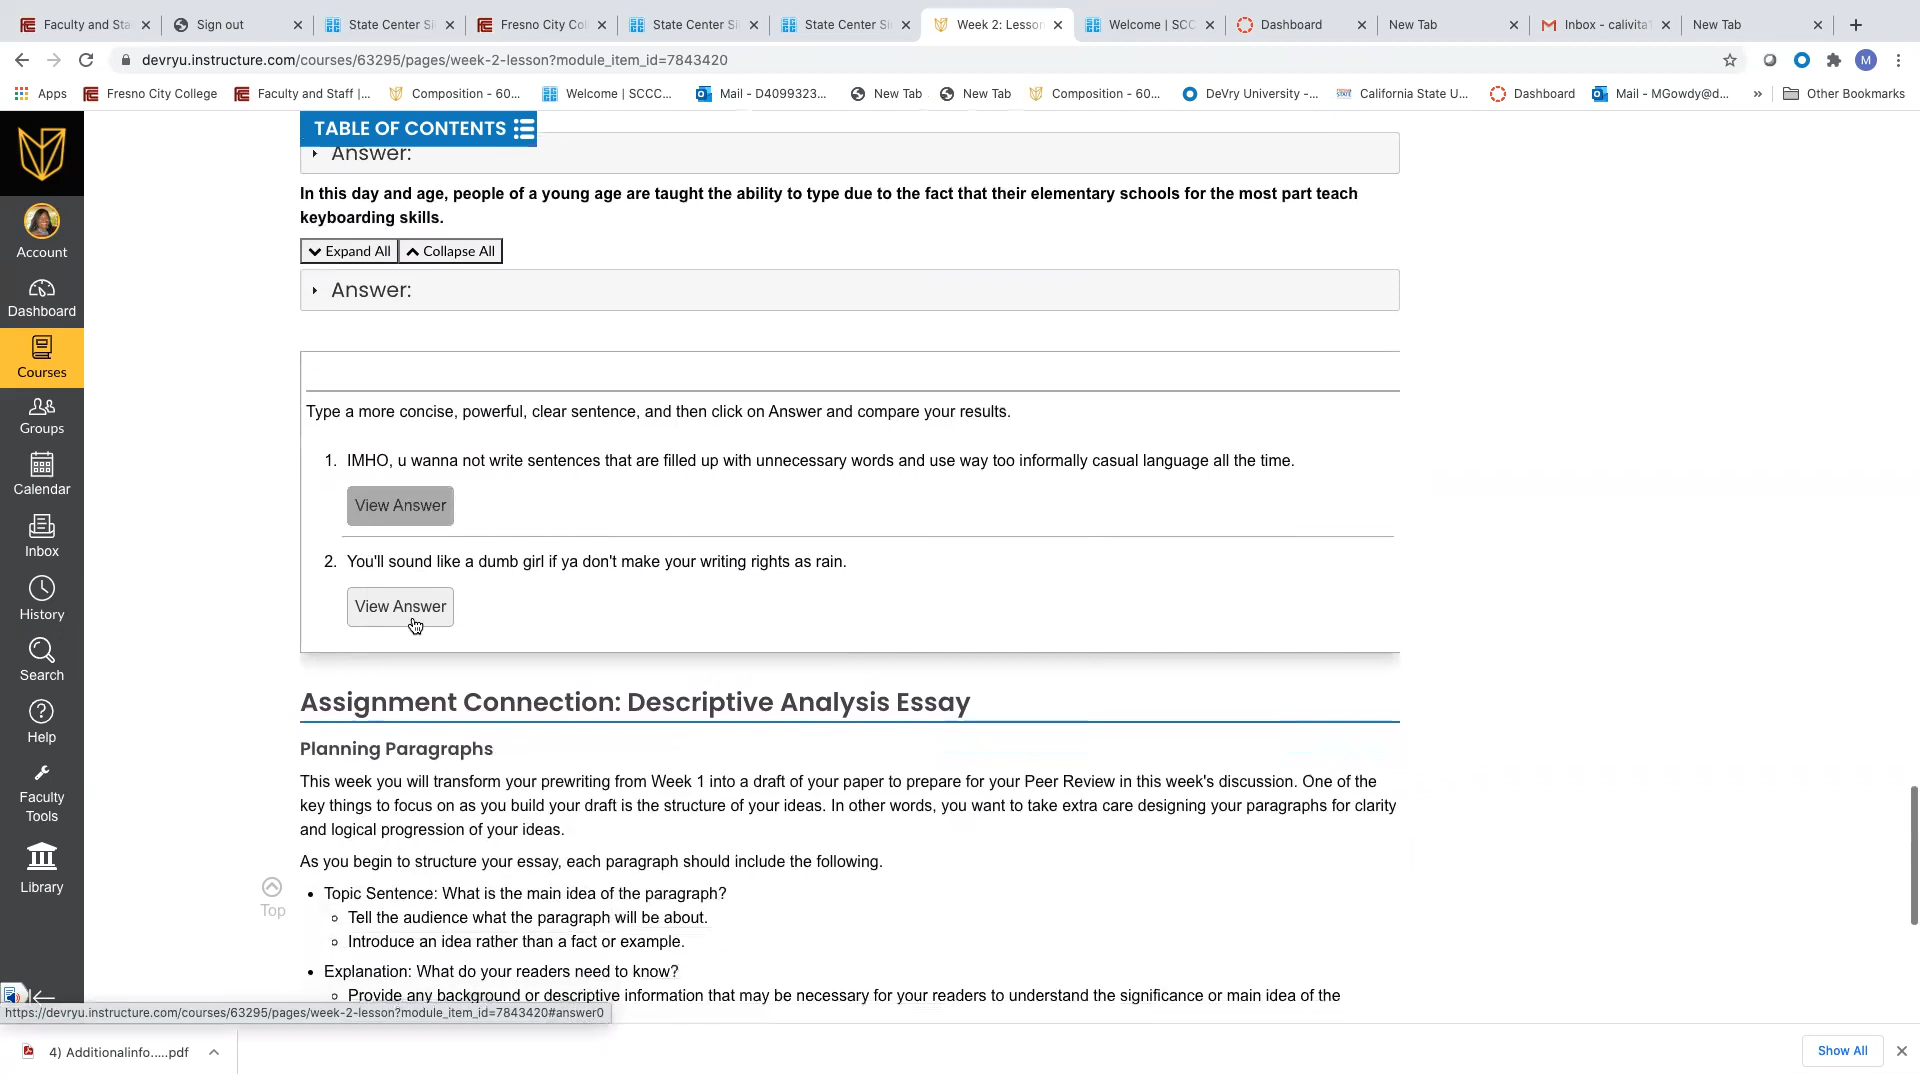 Faculty and Sta
Sign out
State Center Si
Fresno City Col
State Center Si
State Center Si
Week 2: Lesson
Welcome | SCC
Dashboard
New Tab
Inbox - calivita
New Tab
devryu.instructure.com/courses/63295/pages/week-2-lesson?module_item_id=7843420
M
Apps
Fresno City College
Faculty and Staff |...
Composition - 60...
Welcome | SCCC...
Mail - D4099323...
New Tab
New Tab
Composition - 60...
DeVry University -...
California State U...
Dashboard
Mail - MGowdy@d...
»
Other Bookmarks
Account
Dashboard
Courses
Groups
Calendar
Inbox
History
Search
Help
Faculty
Tools
Library
TABLE OF CONTENTS
Answer:
In this day and age, people of a young age are taught the ability to type due to the fact that their elementary schools for the most part teach
keyboarding skills.
Expand All Collapse All
Answer:
Type a more concise, powerful, clear sentence, and then click on Answer and compare your results.
1. IMHO, u wanna not write sentences that are filled up with unnecessary words and use way too informally casual language all the time.
View Answer
2. You'll sound like a dumb girl if ya don't make your writing rights as rain.
View Answer
Assignment Connection: Descriptive Analysis Essay
Planning Paragraphs
This week you will transform your prewriting from Week 1 into a draft of your paper to prepare for your Peer Review in this week's discussion. One of the
key things to focus on as you build your draft is the structure of your ideas. In other words, you want to take extra care designing your paragraphs for clarity
and logical progression of your ideas.
As you begin to structure your essay, each paragraph should include the following.
Top
• Topic Sentence: What is the main idea of the paragraph?
Tell the audience what the paragraph will be about.
Introduce an idea rather than a fact or example.
• Explanation: What do your readers need to know?
Provide any background or descriptive information that may be necessary for your readers to understand the significance or main idea of the
https://devryu.instructure.com/courses/63295/pages/week-2-lesson?module_item_id=7843420#answer0
4) Additionalinfo.....pdf
Show All